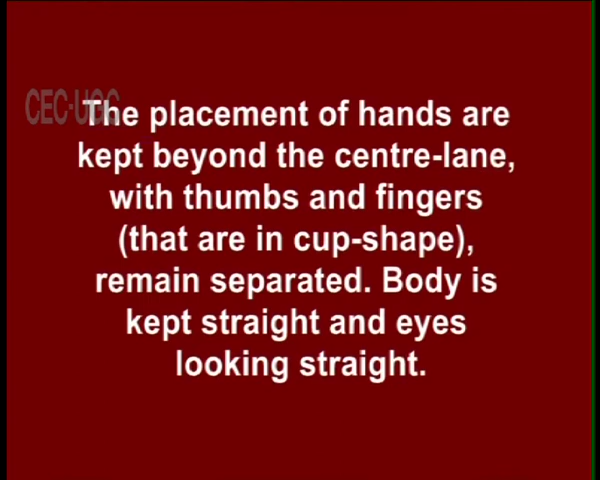 CEC-UGC
The placement of hands are
kept beyond the centre-lane,
with thumbs and fingers
(that are in cup-shape),
remain separated. Body is
kept straight and eyes
looking straight.